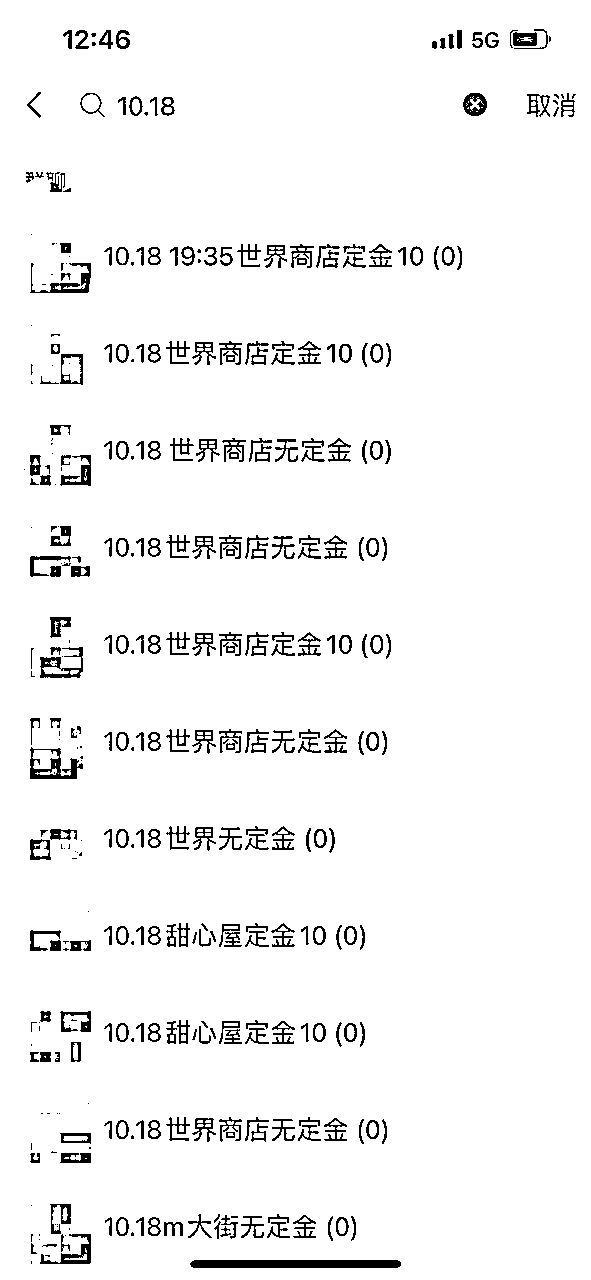 12:46
5G
10.18
取消
群聊
10.18 19:35世界商店定金10 (0)
10.18世界商店定金10 (0)
10.18 世界商店无定金 (0)
10.18世界商店无定金 (0)
10.18世界商店定金10 (0)
10.18世界商店无定金 (0)
10.18世界无定金 (0)
10.18甜心屋定金10 (0)
10.18甜心屋定金10 (0)
10.18世界商店无定金 (0)
10.18m大街无定金 (0)